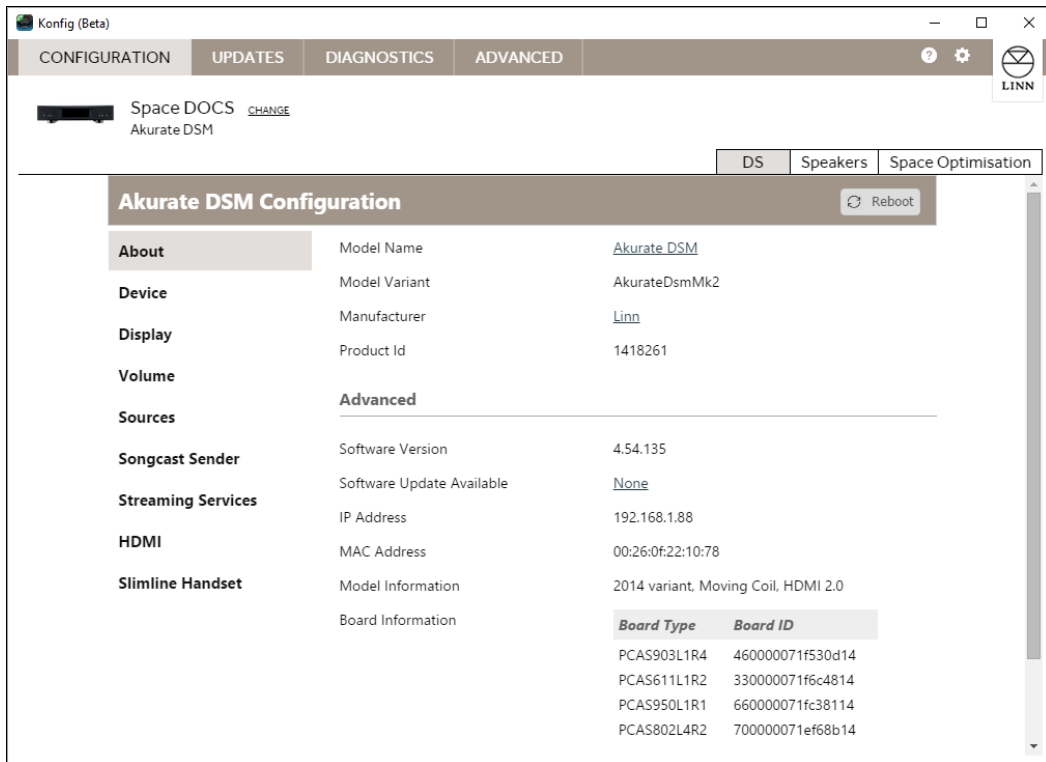 Konfig (Beta)
CONFIGURATION UPDATES DIAGNOSTICS ADVANCED
LINN
Space DOCS CHANGE
Akurate DSM
DS Speakers Space Optimisation
Akurate DSM Configuration Reboot
About
Device
Display
Volume
Sources
Songcast Sender
Streaming Services
HDMI
Slimline Handset
Model Name Akurate DSM
Model Variant AkurateDsmMk2
Manufacturer Linn
Product Id 1418261
Advanced
Software Version 4.54.135
Software Update Available None
IP Address 192.168.1.88
MAC Address 00:26:0f:22:10:78
Model Information 2014 variant, Moving Coil, HDMI 2.0
Board Information
Board Type Board ID
PCAS903L1R4 460000071f530d14
PCAS611L1R2 330000071f6c4814
PCAS950L1R1 660000071fc38114
PCAS802L4R2 700000071ef68b14